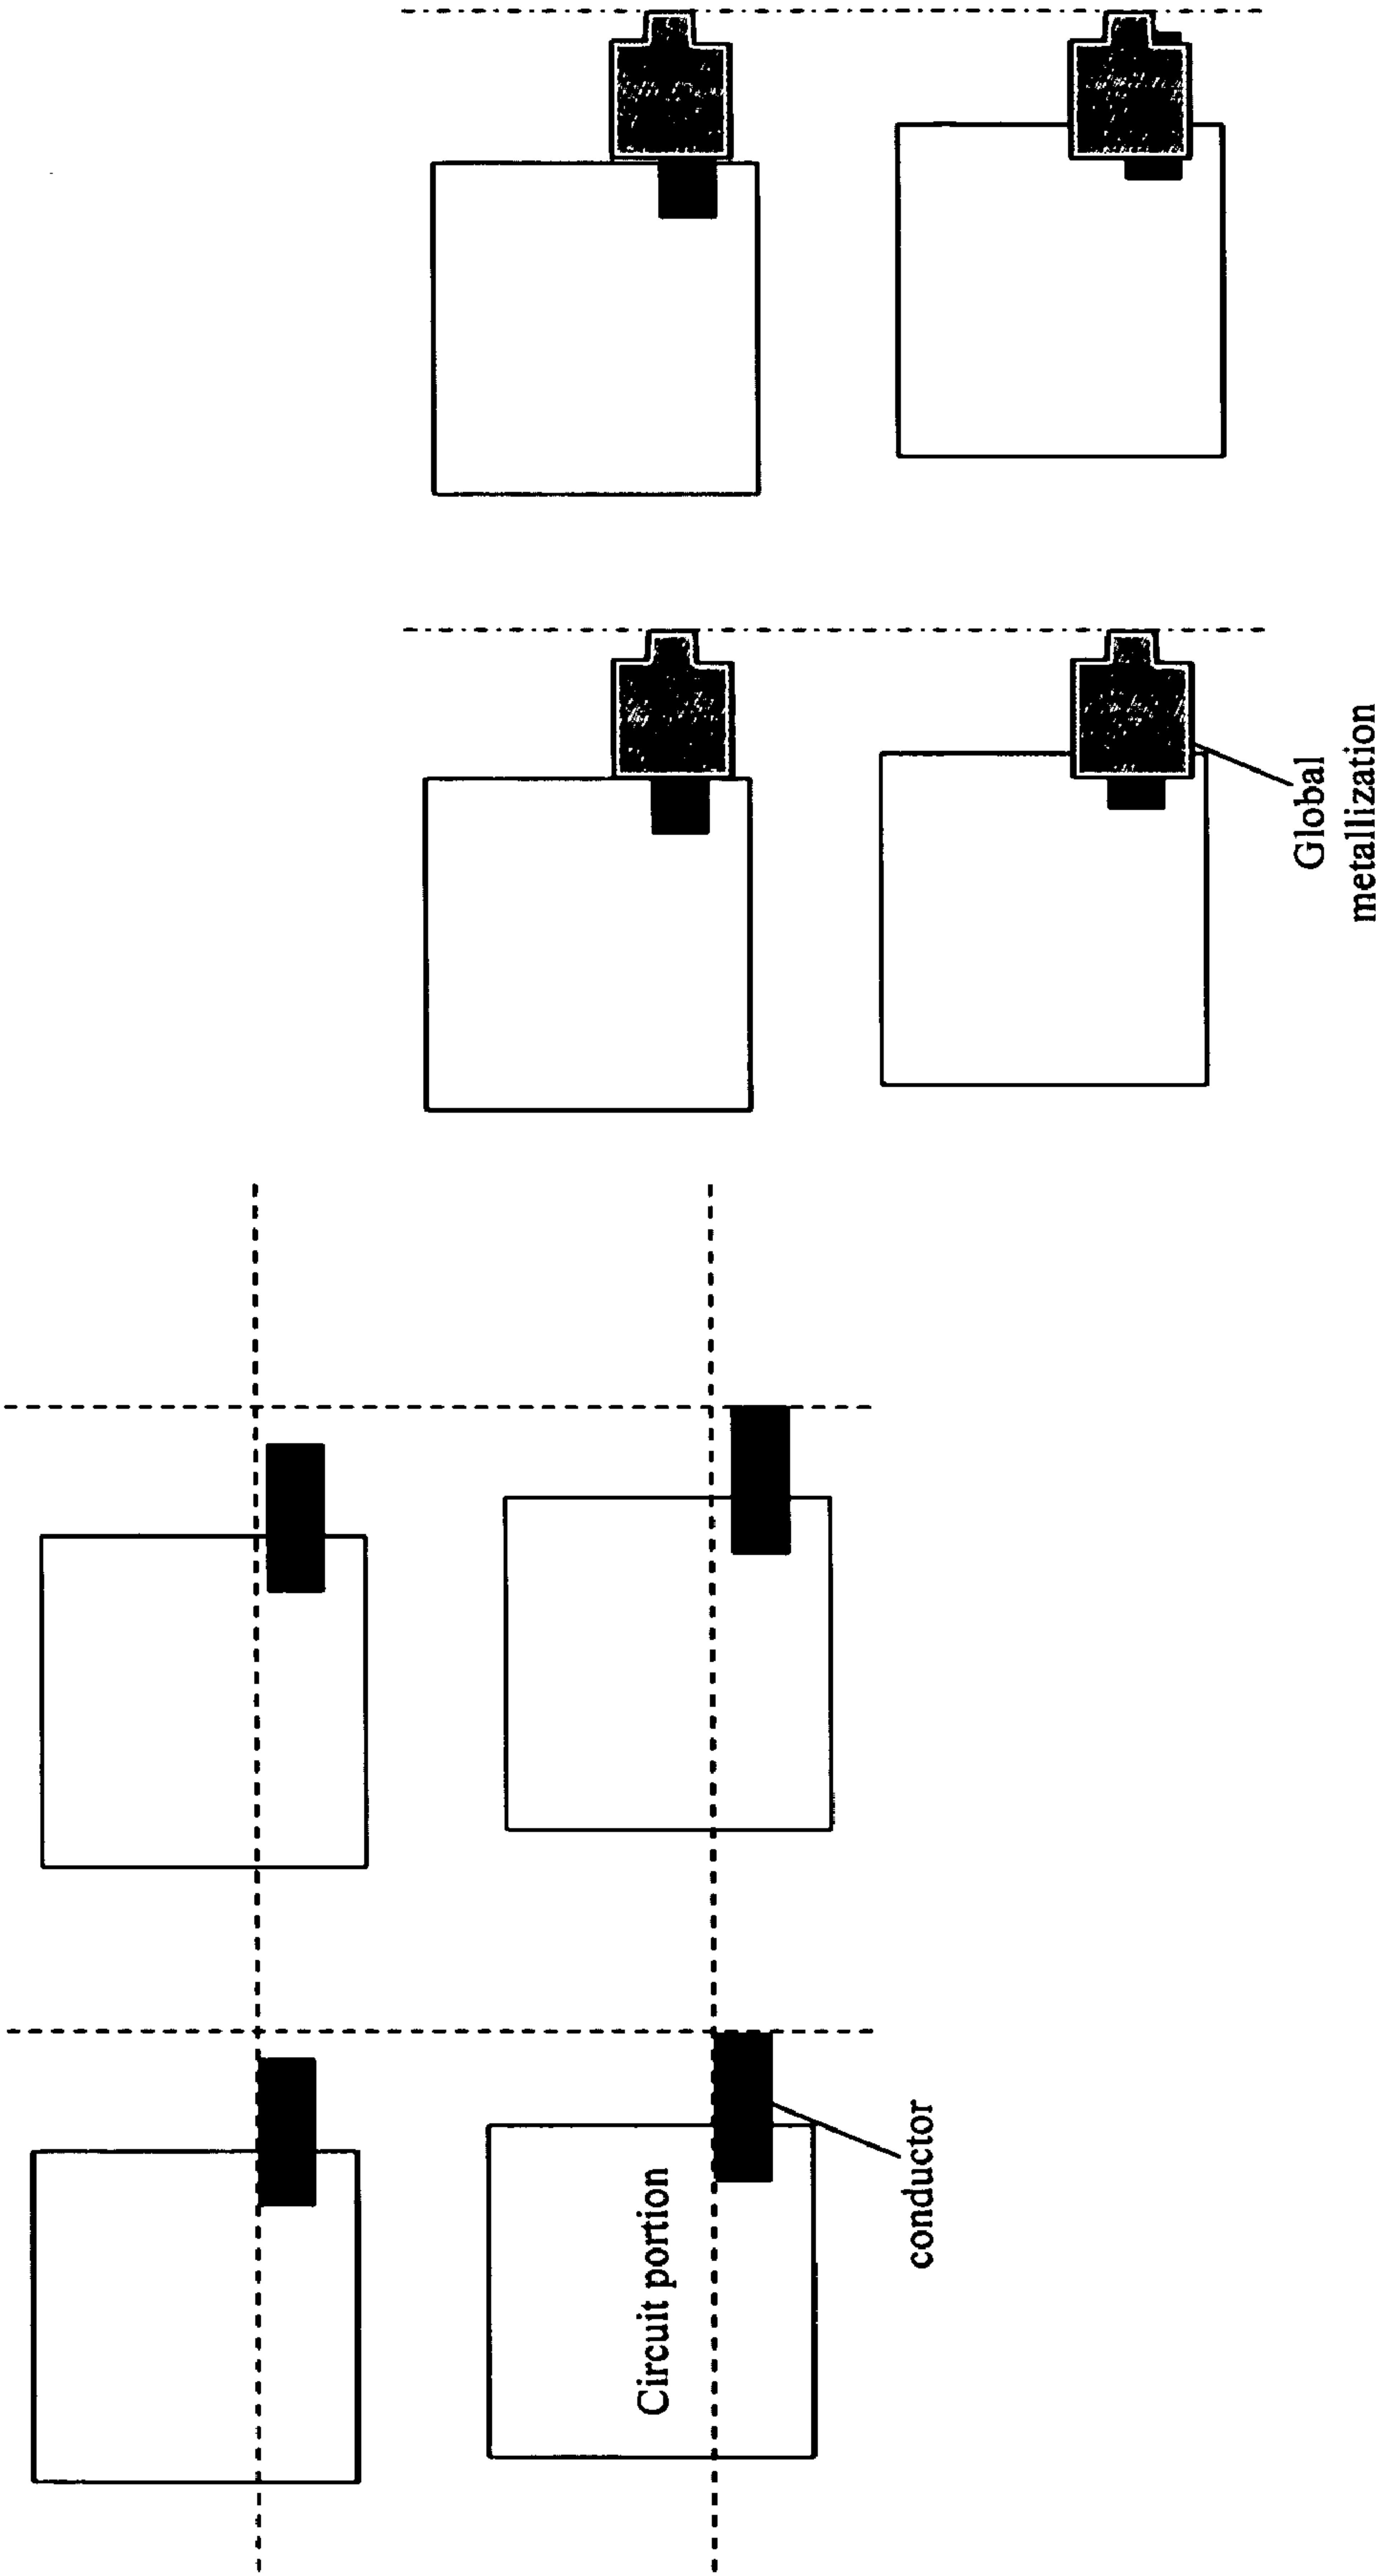 Circuit portion
conductor
Global
metallization